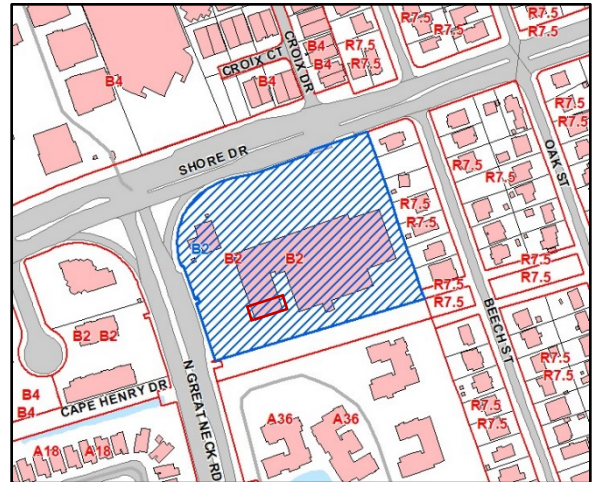 R7.5
R7.5
R7.5
R7.5
B4
B4
R7.5
R7.5
CROIX CT
CROIX DR
B4
B4
R7.5
R7.5
OAK ST
SHORE DR
R7.5
R7.5
R7.5
R7.5
B2
B2
B2
R7.5
R7.5
R7.5
R7.5
BEECH ST
B2 B2
N GREAT NECK RD
R7.5
R7.5
B4
B4
CAPE HENRY DR
R7.5
R7.5
A36
A36
A18
A18
R7.5
R7.5